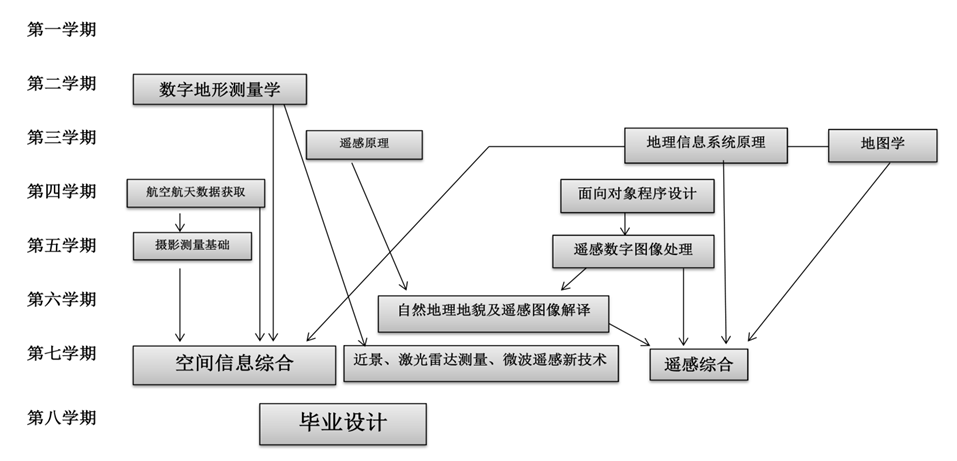 第一学期
第二学期
数字地形测量学
第三学期
遥感原理
地理信息系统原理
地图学
第四学期
航空航天数据获取
面向对象程序设计
第五学期
摄影测量基础
遥感数字图像处理
第六学期
自然地理地貌及遥感图像解译
第七学期
空间信息综合
近景、激光雷达测量、微波遥感新技术
遥感综合
第八学期
毕业设计